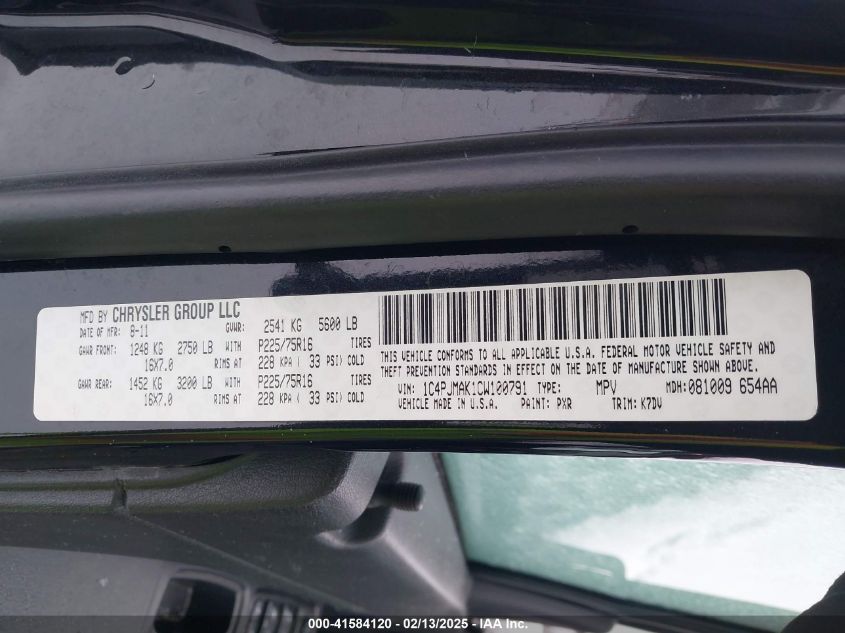 MFD BY CHRYSLER GROUP LLC
DATE OF MFR 8-11 GVWR: 2541 KG 5600 LB
GAWR FRONT: 1248 KG 2750 LB WITH P225/75R16 TIRES
16X7.0 RIMS AT 228 KPA ( 33 PSI) COLD
GAWR REAR: 1452 KG 3200 LB WITH P225/75R16 TIRES
16X7.0 RIMS AT 228 KPA ( 33 PSI) COLD
THIS VEHICLE CONFORMS TO ALL APPLICABLE U.S.A. FEDERAL MOTOR VEHICLE SAFETY AND
THEFT PREVENTION STANDARDS IN EFFECT ON THE DATE OF MANUFACTURE SHOWN ABOVE.
VIN: 1C4PJMAK1CW100791 TYPE: MPV MDH: 081009 654AA
VEHICLE MADE IN U.S.A. PAINT: PXR TRIM: K7DV
000-41584120 - 02/13/2025 - IAA Inc.